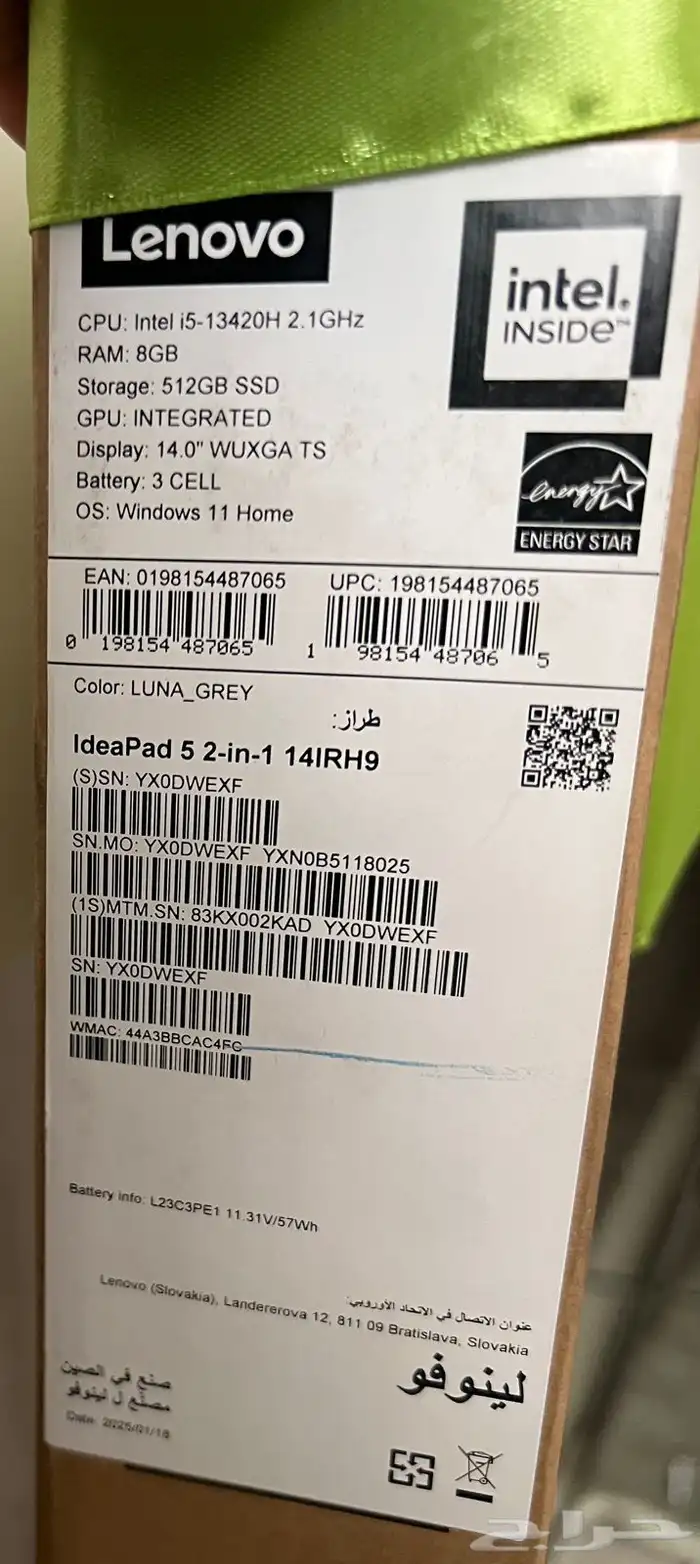 Lenovo
intel.
INSIDE™
CPU: Intel i5-13420H 2.1GHz
RAM: 8GB
Storage: 512GB SSD
GPU: INTEGRATED
Display: 14.0" WUXGA TS
Battery: 3 CELL
OS: Windows 11 Home
energy
ENERGY STAR
EAN: 0198154487065
UPC: 198154487065
0 198154 487065
1 98154 48706 5
Color: LUNA_GREY
طراز:
IdeaPad 5 2-in-1 14IRH9
(S)SN: YX0DWEXF
SN.MO: YX0DWEXF YXN0B5118025
(1S)MTM.SN: 83KX002KAD YX0DWEXF
SN: YX0DWEXF
WMAC: 44A3BBCAC4FC
Battery info: L23C3PE1 11.31V/57Wh
عنوان الاتصال في الاتحاد الأوروبي:
Lenovo (Slovakia), Landererova 12, 811 09 Bratislava, Slovakia
لينوفو
صنع في الصين
مصنّع ل لينوفو
Date: 2025/01/18
حراج